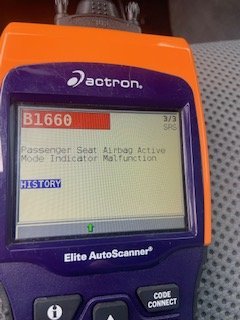 actron.
B1660
3/3
SRS
Passenger Seat Airbag Active
Mode Indicator Malfunction
HISTORY
Elite AutoScanner®
i
CODE
CONNECT